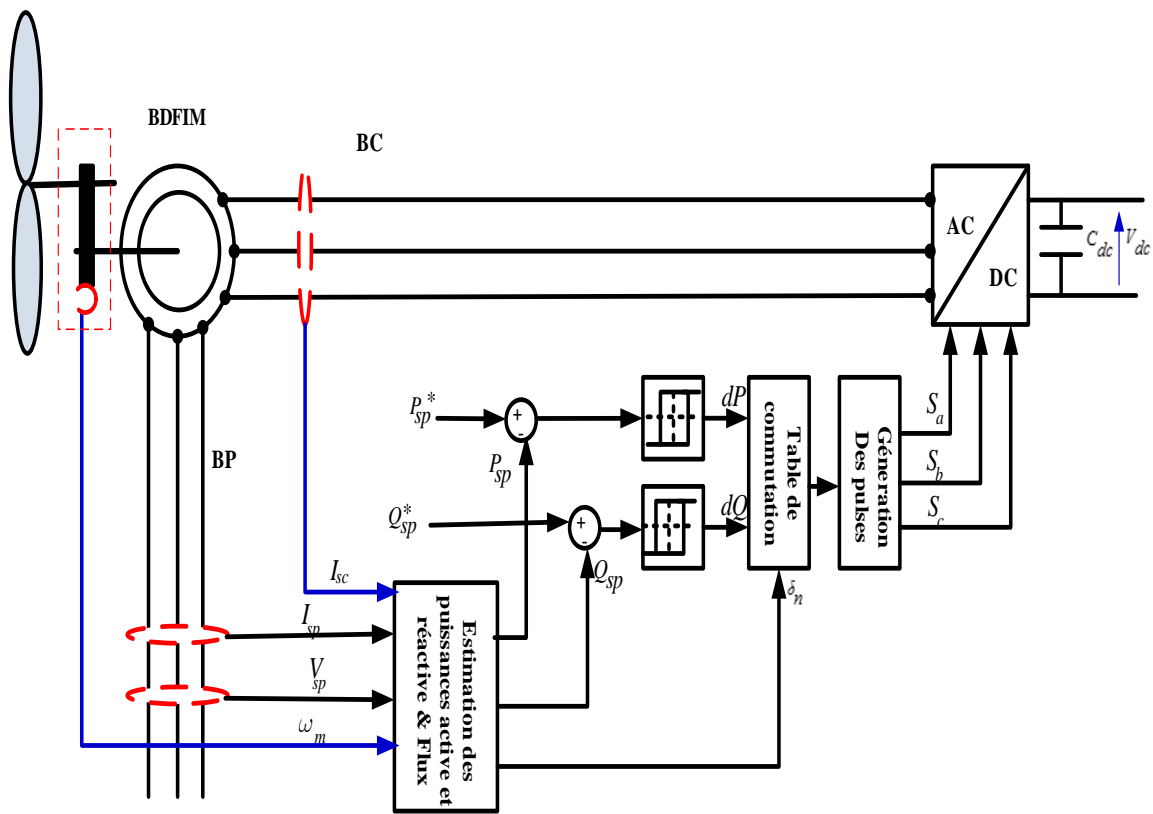 BDFIM
BC
AC
DC
C_dc
V_dc
P_sp*
+
-
dP
S_a
P_sp
BP
Table de
commutation
Géneration
Des pulses
S_b
Q_sp*
+
-
dQ
S_c
Q_sp
I_sc
δ_n
I_sp
V_sp
ω_m
Estimation des
puissances active et
réactive & Flux